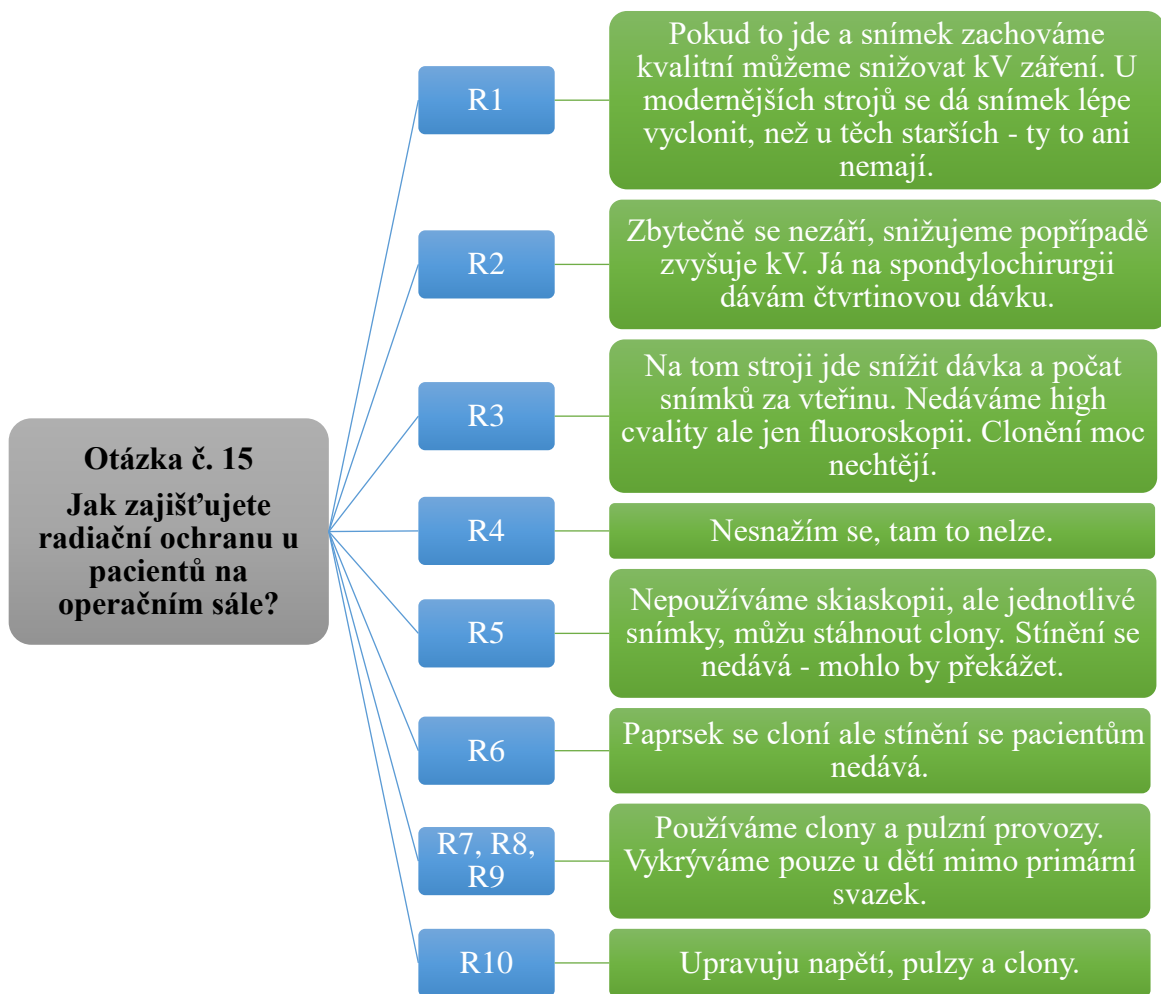 Otázka č. 15
Jak zajišťujete
radiační ochranu u
pacientů na
operačním sále?
R1
Pokud to jde a snímek zachováme
kvalitní můžeme snižovat kV záření. U
modernějších strojů se dá snímek lépe
vyclonit, než u těch starších - ty to ani
nemají.
R2
Zbytečně se nezáří, snižujeme popřípadě
zvyšuje kV. Já na spondylochirurgii
dávám čtvrtinovou dávku.
R3
Na tom stroji jde snížit dávka a počat
snímků za vteřinu. Nedáváme high
cvality ale jen fluoroskopii. Clonění moc
nechtějí.
R4
Nesnažím se, tam to nelze.
R5
Nepoužíváme skiaskopii, ale jednotlivé
snímky, můžu stáhnout clony. Stínění se
nedává - mohlo by překážet.
R6
Paprsek se cloní ale stínění se pacientům
nedává.
R7, R8,
R9
Používáme clony a pulzní provozy.
Vykrýváme pouze u dětí mimo primární
svazek.
R10
Upravuju napětí, pulzy a clony.